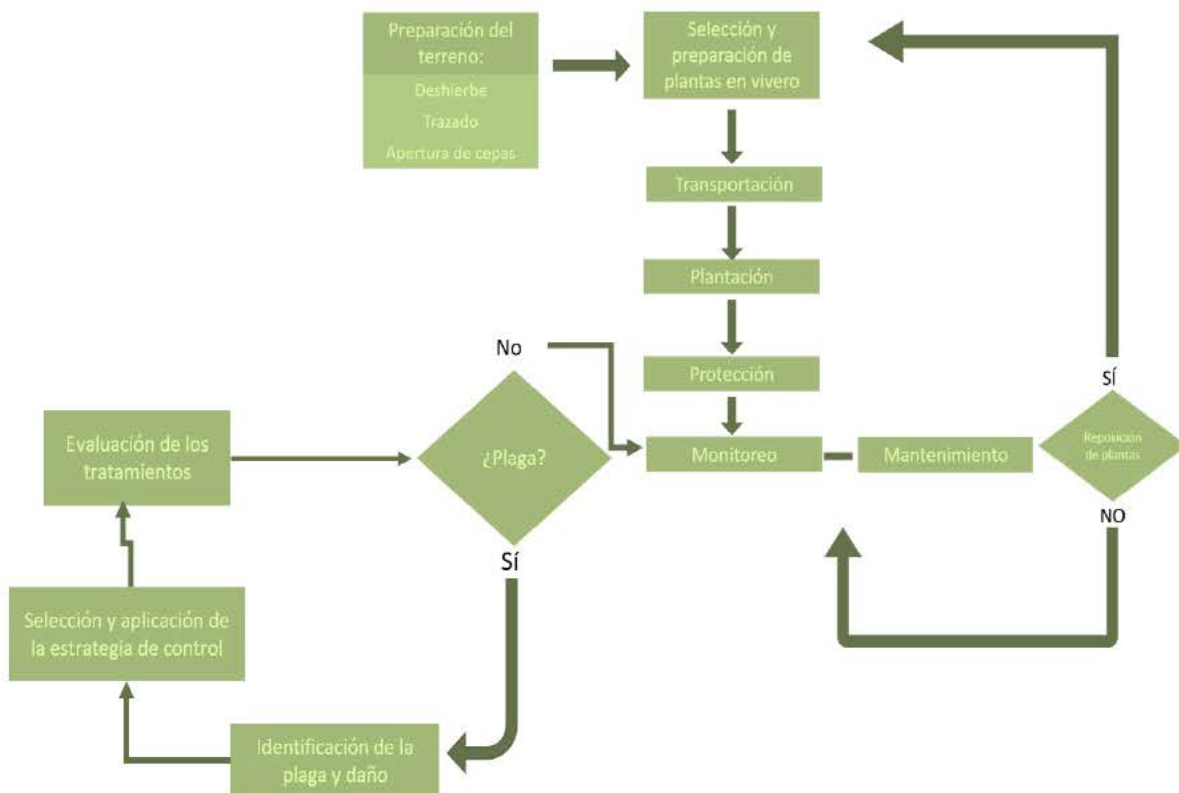 Preparación del
terreno:
Deshierbe
Trazado
Apertura de cepas
Selección y
preparación de
plantas en vivero
Transportación
Plantación
Protección
No
¿Plaga?
Sí
Evaluación de los
tratamientos
Selección y aplicación de
la estrategia de control
Identificación de la
plaga y daño
Monitoreo
Mantenimiento
SÍ
Reposición
de plantas
NO